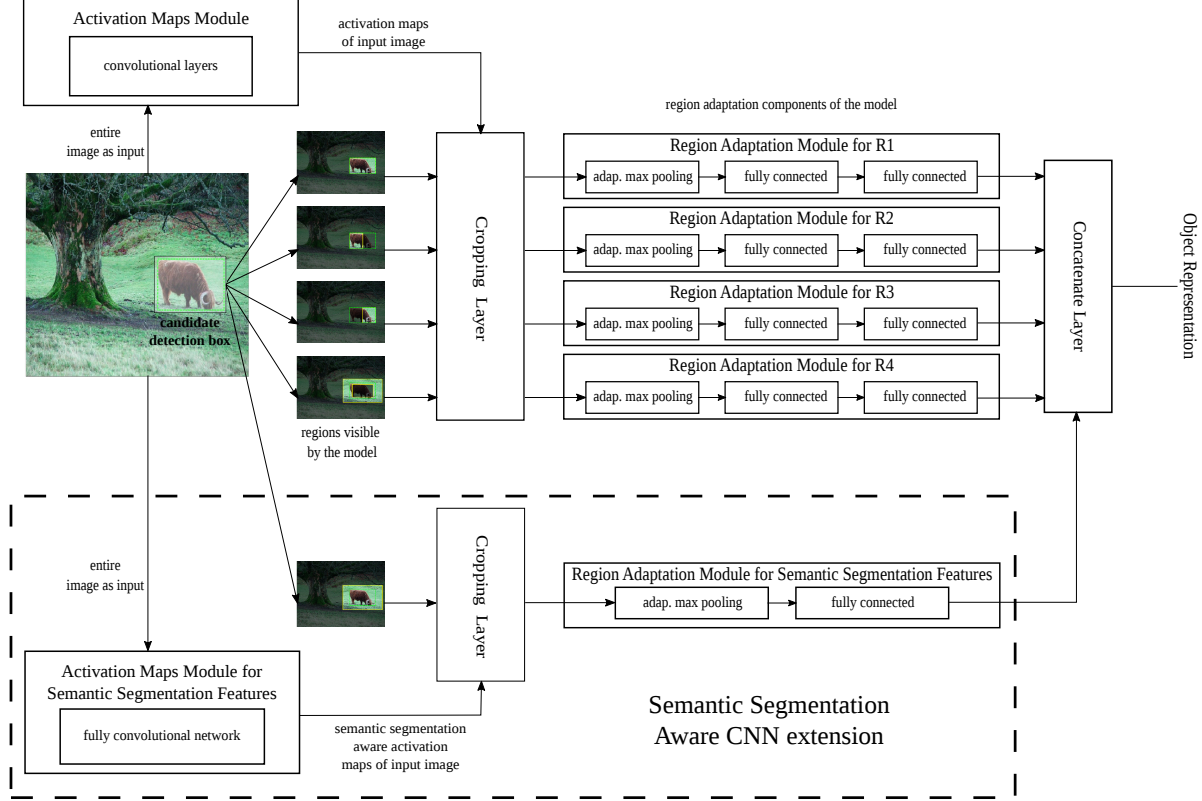 Activation Maps Module
convolutional layers
activation maps
of input image
entire
image as input
candidate
detection box
regions visible
by the model
Cropping Layer
region adaptation components of the model
Region Adaptation Module for R1
adap. max pooling
fully connected
fully connected
Region Adaptation Module for R2
adap. max pooling
fully connected
fully connected
Region Adaptation Module for R3
adap. max pooling
fully connected
fully connected
Region Adaptation Module for R4
adap. max pooling
fully connected
fully connected
Concatenate Layer
Object Representation
entire
image as input
Activation Maps Module for
Semantic Segmentation Features
fully convolutional network
semantic segmentation
aware activation
maps of input image
Cropping Layer
Region Adaptation Module for Semantic Segmentation Features
adap. max pooling
fully connected
Semantic Segmentation
Aware CNN extension